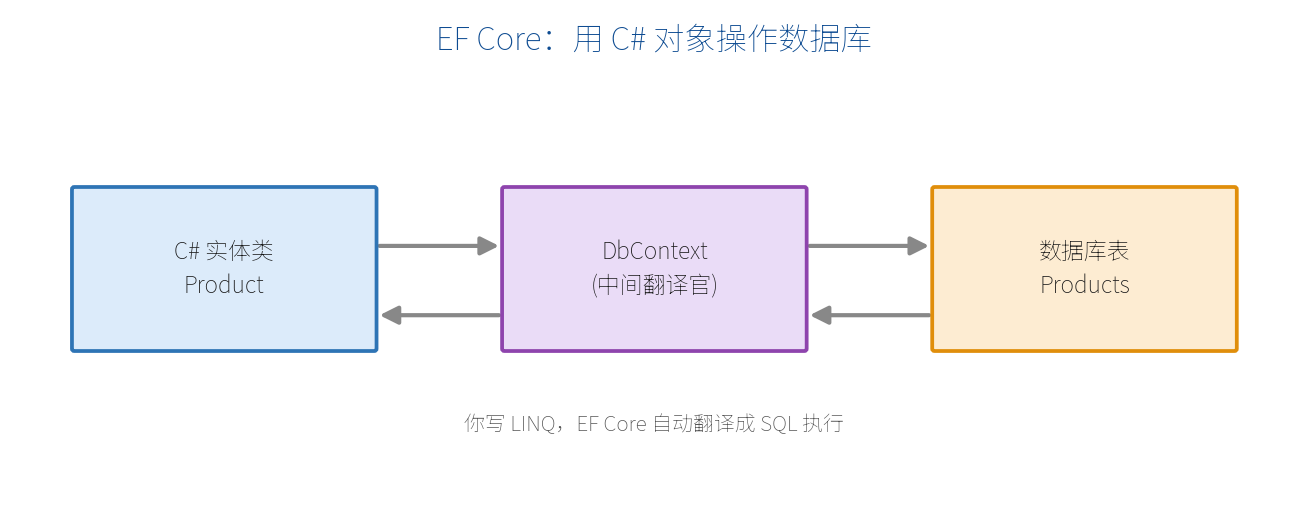 EF Core：用 C# 对象操作数据库
C# 实体类
Product
DbContext
(中间翻译官)
数据库表
Products
你写 LINQ，EF Core 自动翻译成 SQL 执行